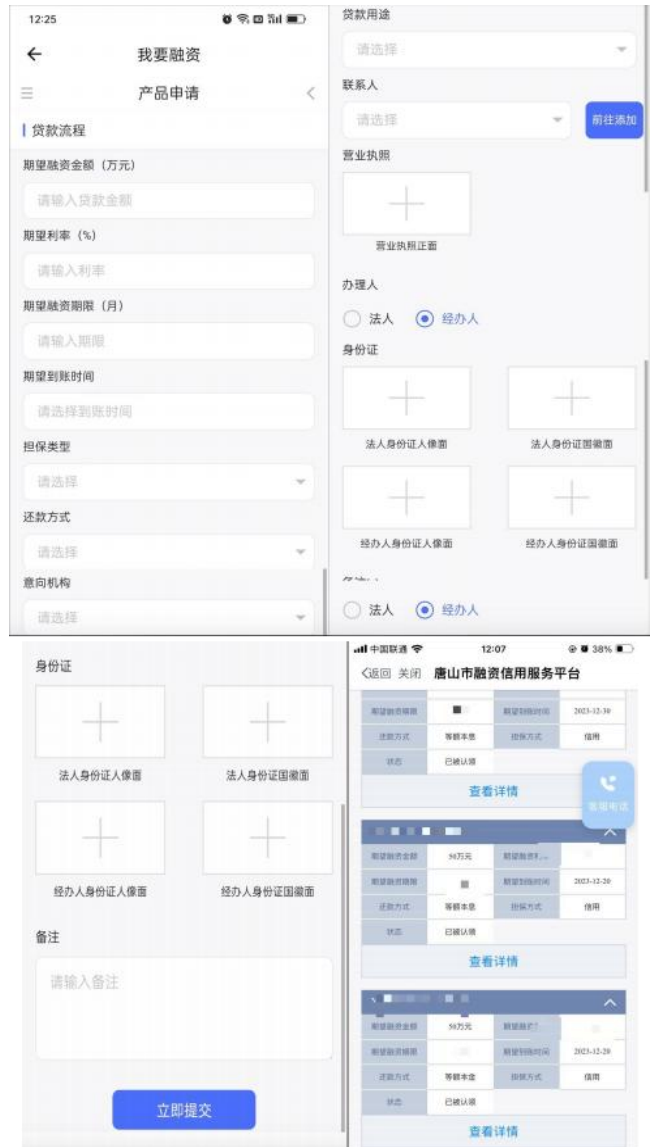 12:25
我要融资
产品申请
贷款流程
期望融资金额（万元）
请输入贷款金额
期望利率（%）
请输入利率
期望融资期限（月）
请输入期限
期望到账时间
请选择到账时间
担保类型
请选择
还款方式
请选择
意向机构
请选择
贷款用途
请选择
联系人
请选择
前往添加
营业执照
营业执照正面
办理人
法人 经办人
身份证
法人身份证人像面 法人身份证国徽面
经办人身份证人像面 经办人身份证国徽面
法人 经办人
身份证
法人身份证人像面 法人身份证国徽面
经办人身份证人像面 经办人身份证国徽面
备注
请输入备注
立即提交
中国联通 12:07 38%
返回 关闭 唐山市融资信用服务平台
期望融资期限 期望到账时间 2023-12-30
还款方式 等额本息 担保方式 信用
状态 已被认领
查看详情
客服电话
期望融资金额 50万元 期望融资利...
期望融资期限 期望到账时间 2023-12-20
还款方式 等额本息 担保方式 信用
状态 已被认领
查看详情
期望融资金额 50万元 期望融
期望融资期限 期望到账时间 2023-12-20
还款方式 等额本金 担保方式 信用
状态 已被认领
查看详情